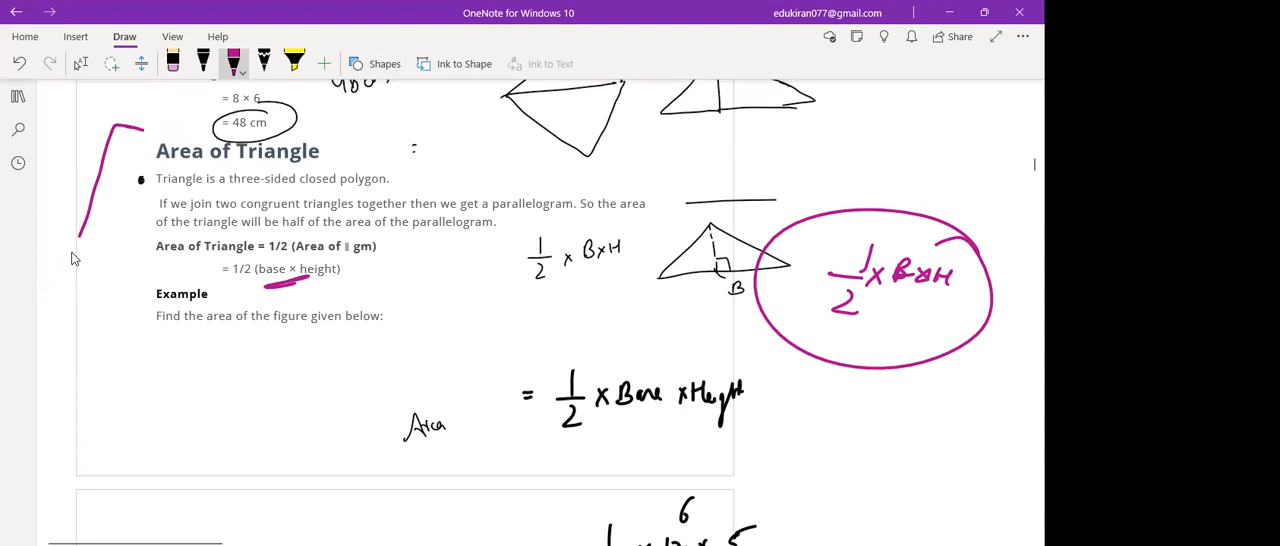 OneNote for Windows 10
edukiran077@gmail.com
Home Insert Draw View Help
Share
Shapes
Ink to Shape
Ink to Text
= 8 × 6
= 48 cm
Area of Triangle
Triangle is a three-sided closed polygon.
If we join two congruent triangles together then we get a parallelogram. So the area
of the triangle will be half of the area of the parallelogram.
Area of Triangle = 1/2 (Area of ∥ gm)
= 1/2 (base × height)
1/2 × B×H
B
1/2 × B×H
Example
Find the area of the figure given below:
= 1/2 × Base × Height
Area
6